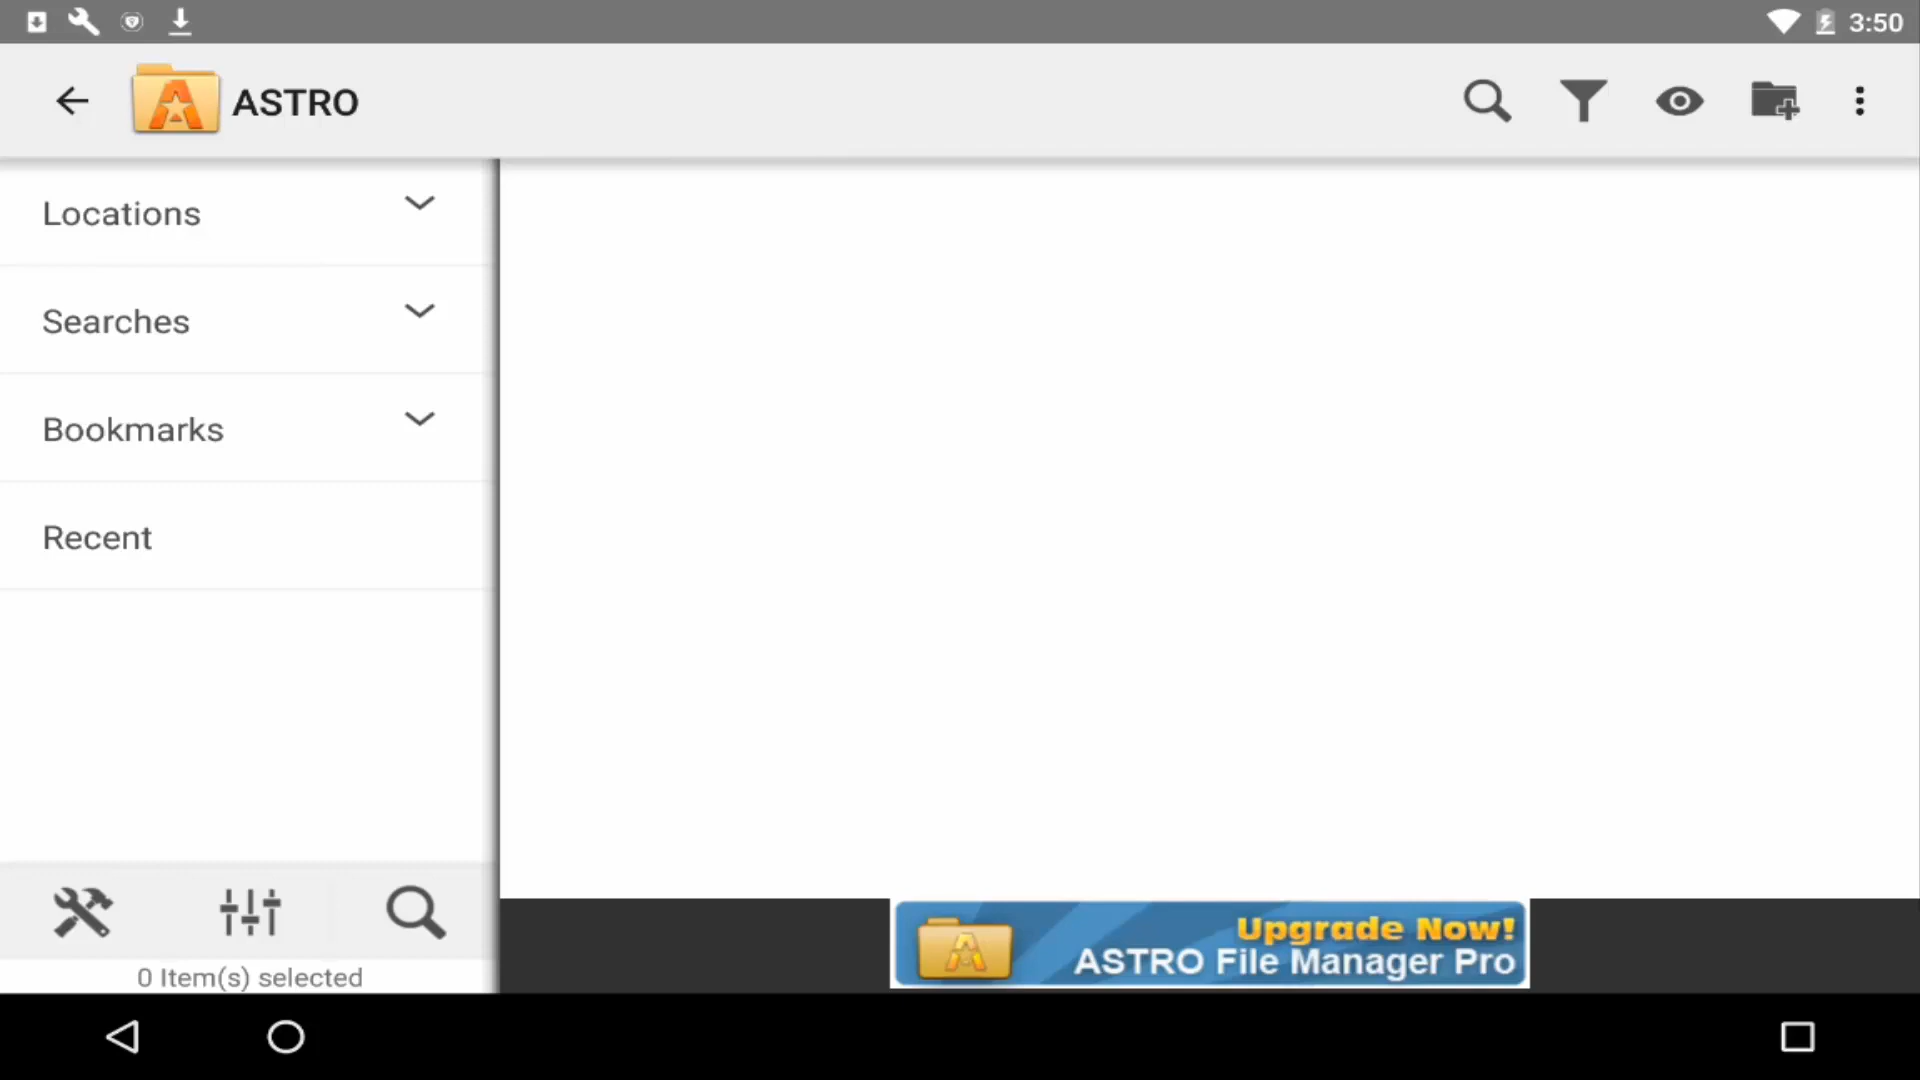 3:50
ASTRO
Locations
Searches
Bookmarks
Recent
0 Item(s) selected
Upgrade Now!
ASTRO File Manager Pro